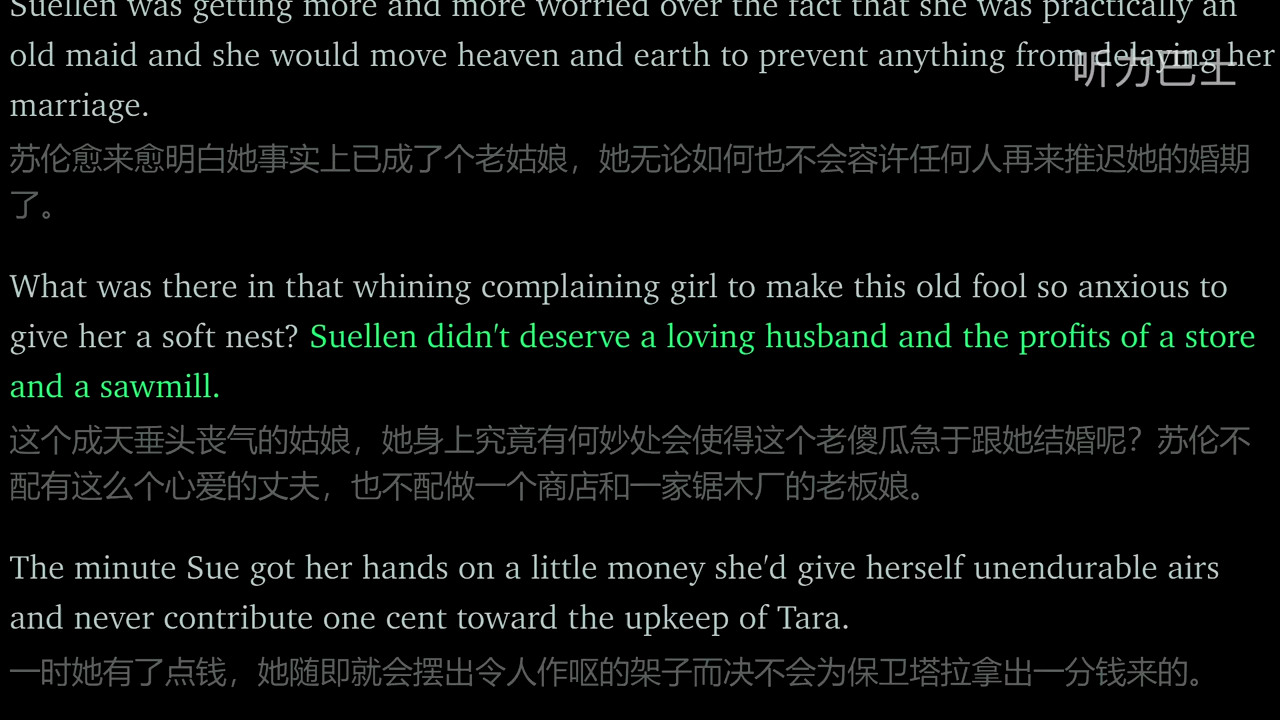 Suellen was getting more and more worried over the fact that she was practically an
old maid and she would move heaven and earth to prevent anything from delaying her
听力巴士
marriage.
苏伦愈来愈明白她事实上已成了个老姑娘，她无论如何也不会容许任何人再来推迟她的婚期
了。
What was there in that whining complaining girl to make this old fool so anxious to
give her a soft nest? Suellen didn't deserve a loving husband and the profits of a store
and a sawmill.
这个成天垂头丧气的姑娘，她身上究竟有何妙处会使得这个老傻瓜急于跟她结婚呢？苏伦不
配有这么个心爱的丈夫，也不配做一个商店和一家锯木厂的老板娘。
The minute Sue got her hands on a little money she'd give herself unendurable airs
and never contribute one cent toward the upkeep of Tara.
一时她有了点钱，她随即就会摆出令人作呕的架子而决不会为保卫塔拉拿出一分钱来的。